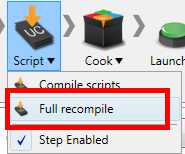 UC
Script Cook Launch
Compile scripts
Full recompile
Step Enabled